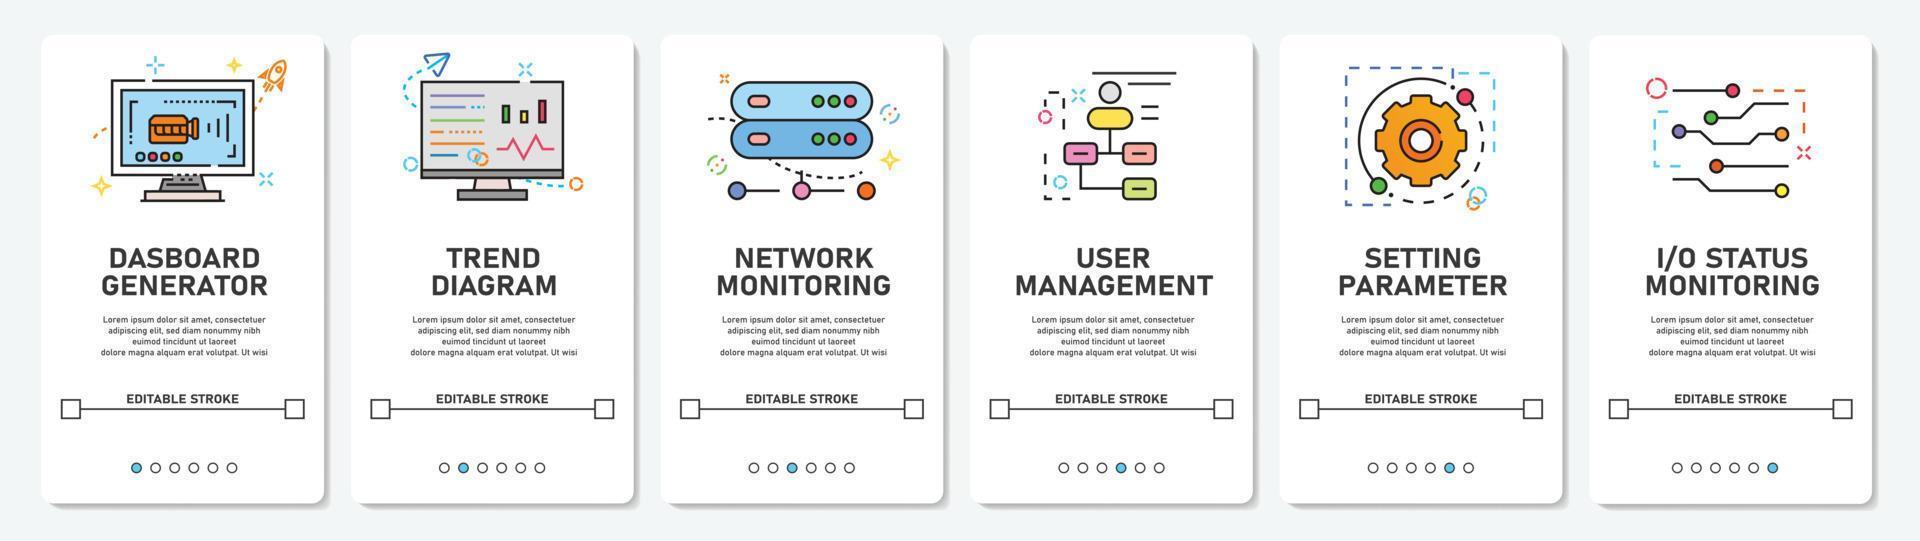 DASBOARD
GENERATOR
Lorem ipsum dolor sit amet, consectetuer
adipiscing elit, sed diam nonummy nibh
euimod tincidunt ut laoreet
dolore magna alquam erat volutpat. Ut wisi
EDITABLE STROKE
TREND
DIAGRAM
Lorem ipsum dolor sit amet, consectetuer
adipiscing elit, sed diam nonummy nibh
euimod tincidunt ut laoreet
dolore magna alquam erat volutpat. Ut wisi
EDITABLE STROKE
NETWORK
MONITORING
Lorem ipsum dolor sit amet, consectetuer
adipiscing elit, sed diam nonummy nibh
euimod tincidunt ut laoreet
dolore magna alquam erat volutpat. Ut wisi
EDITABLE STROKE
USER
MANAGEMENT
Lorem ipsum dolor sit amet, consectetuer
adipiscing elit, sed diam nonummy nibh
euimod tincidunt ut laoreet
dolore magna alquam erat volutpat. Ut wisi
EDITABLE STROKE
SETTING
PARAMETER
Lorem ipsum dolor sit amet, consectetuer
adipiscing elit, sed diam nonummy nibh
euimod tincidunt ut laoreet
dolore magna alquam erat volutpat. Ut wisi
EDITABLE STROKE
I/O STATUS
MONITORING
Lorem ipsum dolor sit amet, consectetuer
adipiscing elit, sed diam nonummy nibh
euimod tincidunt ut laoreet
dolore magna alquam erat volutpat. Ut wisi
EDITABLE STROKE